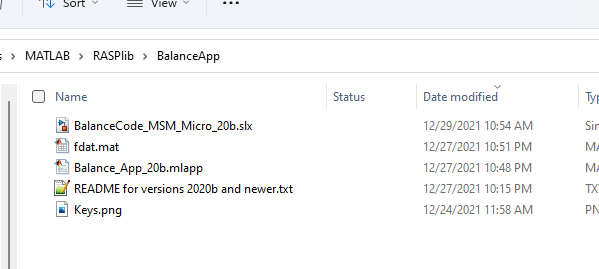 Sort View
s MATLAB RASPlib BalanceApp
Name Status Date modified Ty
BalanceCode_MSM_Micro_20b.slx 12/29/2021 10:54 AM Sin
fdat.mat 12/27/2021 10:51 PM MA
Balance_App_20b.mlapp 12/27/2021 10:48 PM MA
README for versions 2020b and newer.txt 12/27/2021 10:15 PM TX
Keys.png 12/24/2021 11:58 AM PN